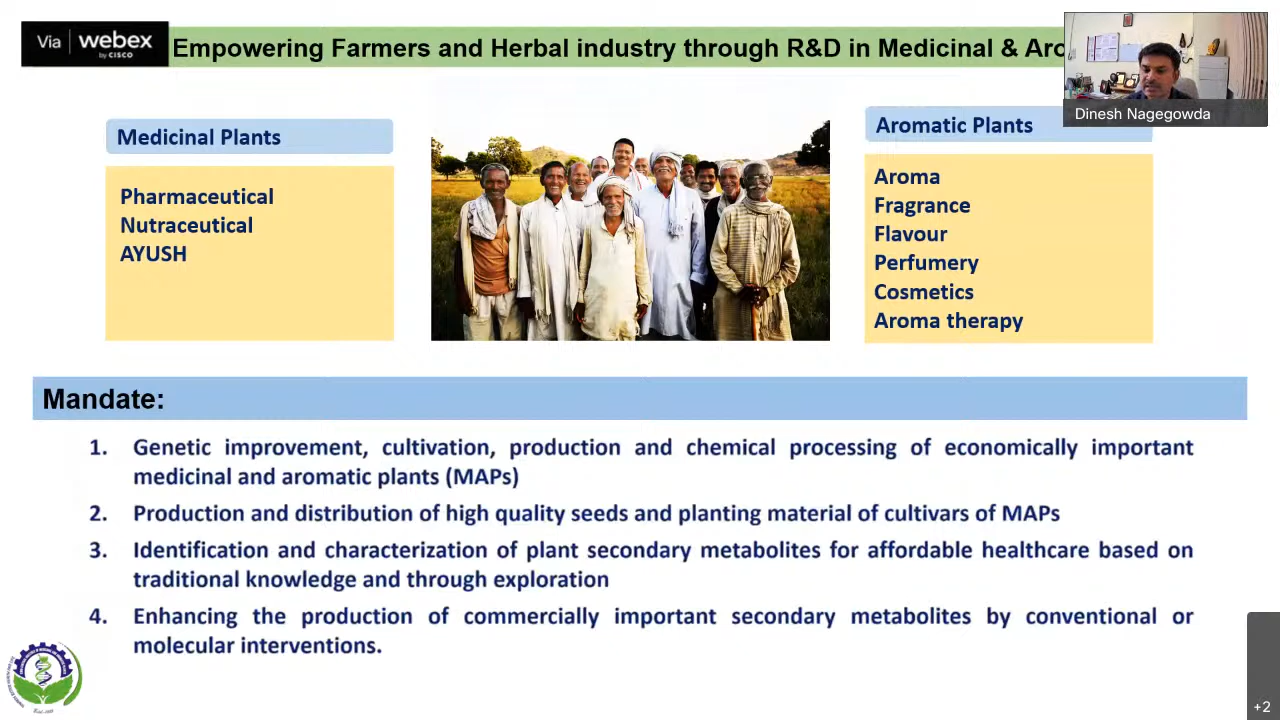 Via webex
by CISCO
Empowering Farmers and Herbal industry through R&D in Medicinal & Aro
Dinesh Nagegowda
Medicinal Plants
Pharmaceutical
Nutraceutical
AYUSH
Aromatic Plants
Aroma
Fragrance
Flavour
Perfumery
Cosmetics
Aroma therapy
Mandate:
1. Genetic improvement, cultivation, production and chemical processing of economically important
medicinal and aromatic plants (MAPs)
2. Production and distribution of high quality seeds and planting material of cultivars of MAPs
3. Identification and characterization of plant secondary metabolites for affordable healthcare based on
traditional knowledge and through exploration
4. Enhancing the production of commercially important secondary metabolites by conventional or
molecular interventions.
+2